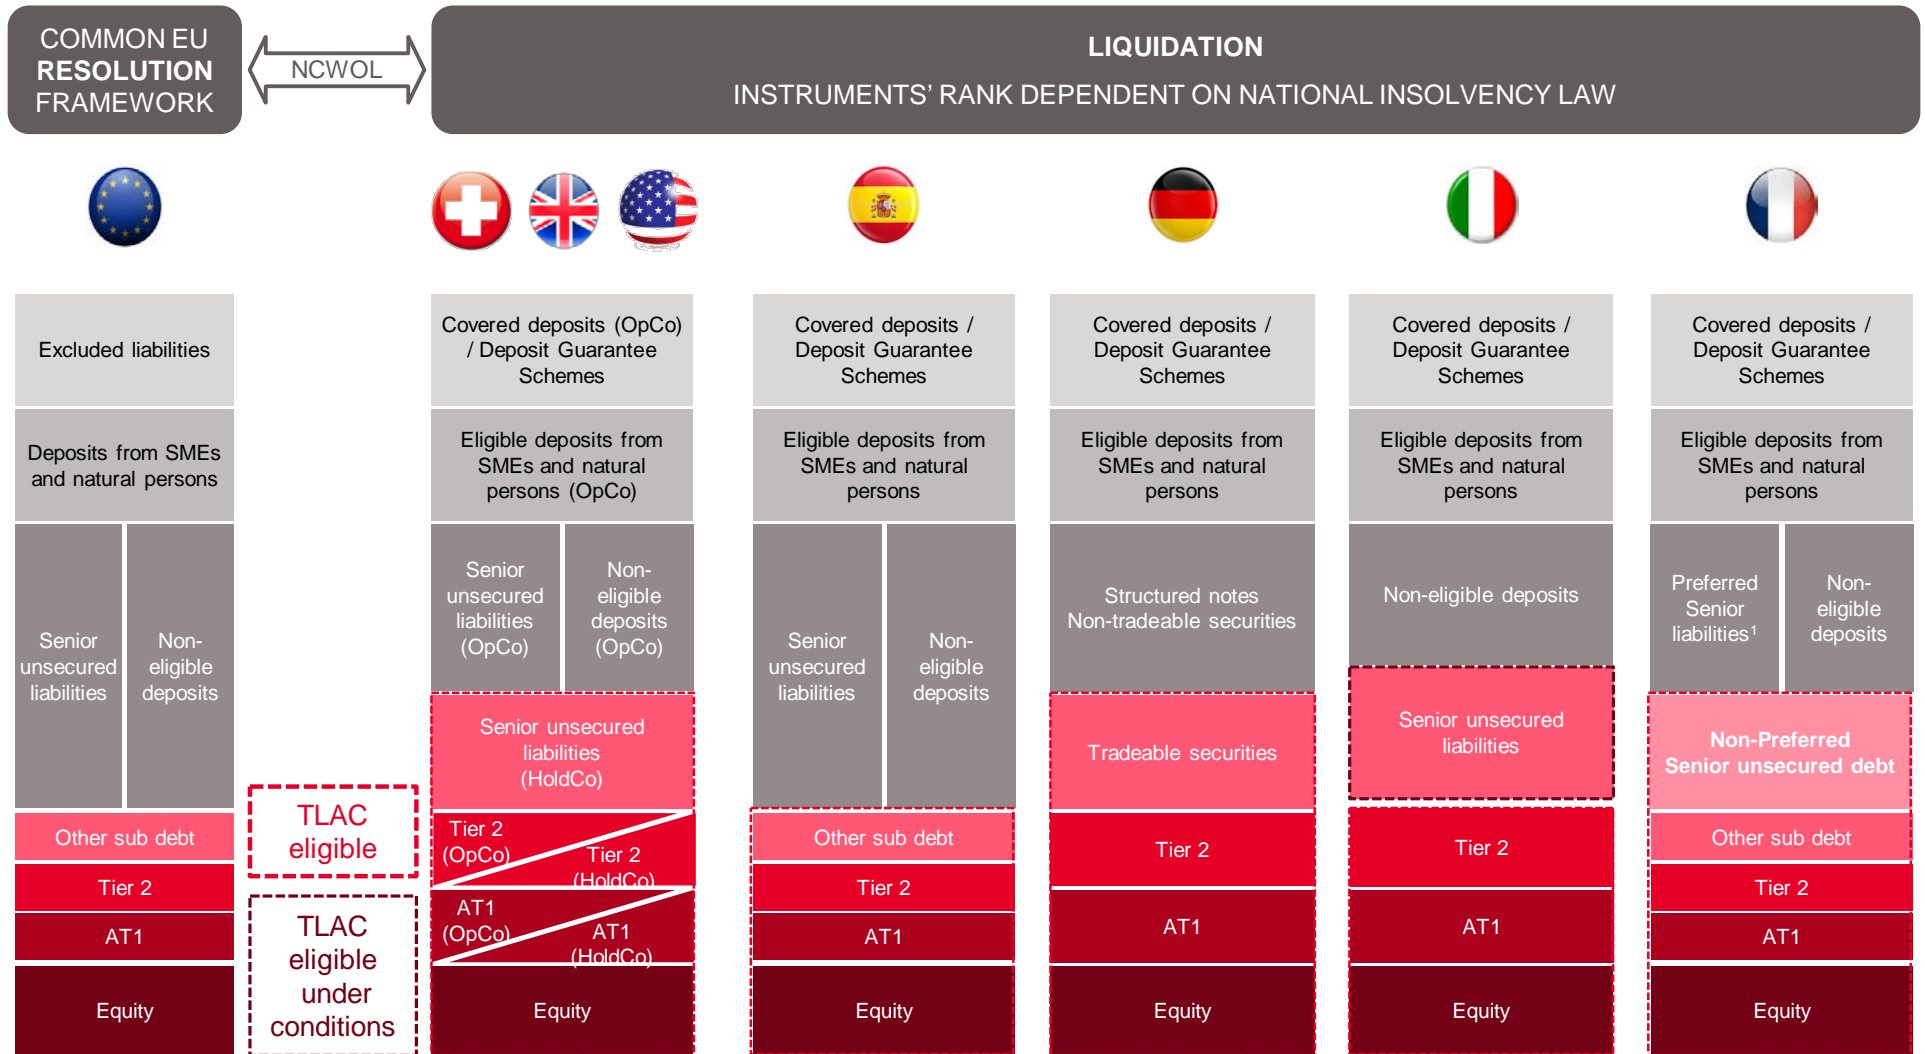 COMMON EU
RESOLUTION
FRAMEWORK
NCWOL
LIQUIDATION
INSTRUMENTS' RANK DEPENDENT ON NATIONAL INSOLVENCY LAW
Excluded liabilities
Deposits from SMEs
and natural persons
Senior
unsecured
liabilities
Non-
eligible
deposits
Other sub debt
Tier 2
AT1
Equity
TLAC
eligible
TLAC
eligible
under
conditions
Covered deposits (OpCo)
/ Deposit Guarantee
Schemes
Eligible deposits from
SMEs and natural
persons (OpCo)
Senior
unsecured
liabilities
(OpCo)
Non-
eligible
deposits
(OpCo)
Senior unsecured
liabilities
(HoldCo)
Tier 2
(OpCo)
Tier 2
(HoldCo)
AT1
(OpCo)
AT1
(HoldCo)
Equity
Covered deposits /
Deposit Guarantee
Schemes
Eligible deposits from
SMEs and natural
persons
Senior
unsecured
liabilities
Non-
eligible
deposits
Other sub debt
Tier 2
AT1
Equity
Covered deposits /
Deposit Guarantee
Schemes
Eligible deposits from
SMEs and natural
persons
Structured notes
Non-tradeable securities
Tradeable securities
Tier 2
AT1
Equity
Covered deposits /
Deposit Guarantee
Schemes
Eligible deposits from
SMEs and natural
persons
Non-eligible deposits
Senior unsecured
liabilities
Tier 2
AT1
Equity
Covered deposits /
Deposit Guarantee
Schemes
Eligible deposits from
SMEs and natural
persons
Preferred
Senior
liabilities¹
Non-
eligible
deposits
Non-Preferred
Senior unsecured debt
Other sub debt
Tier 2
AT1
Equity